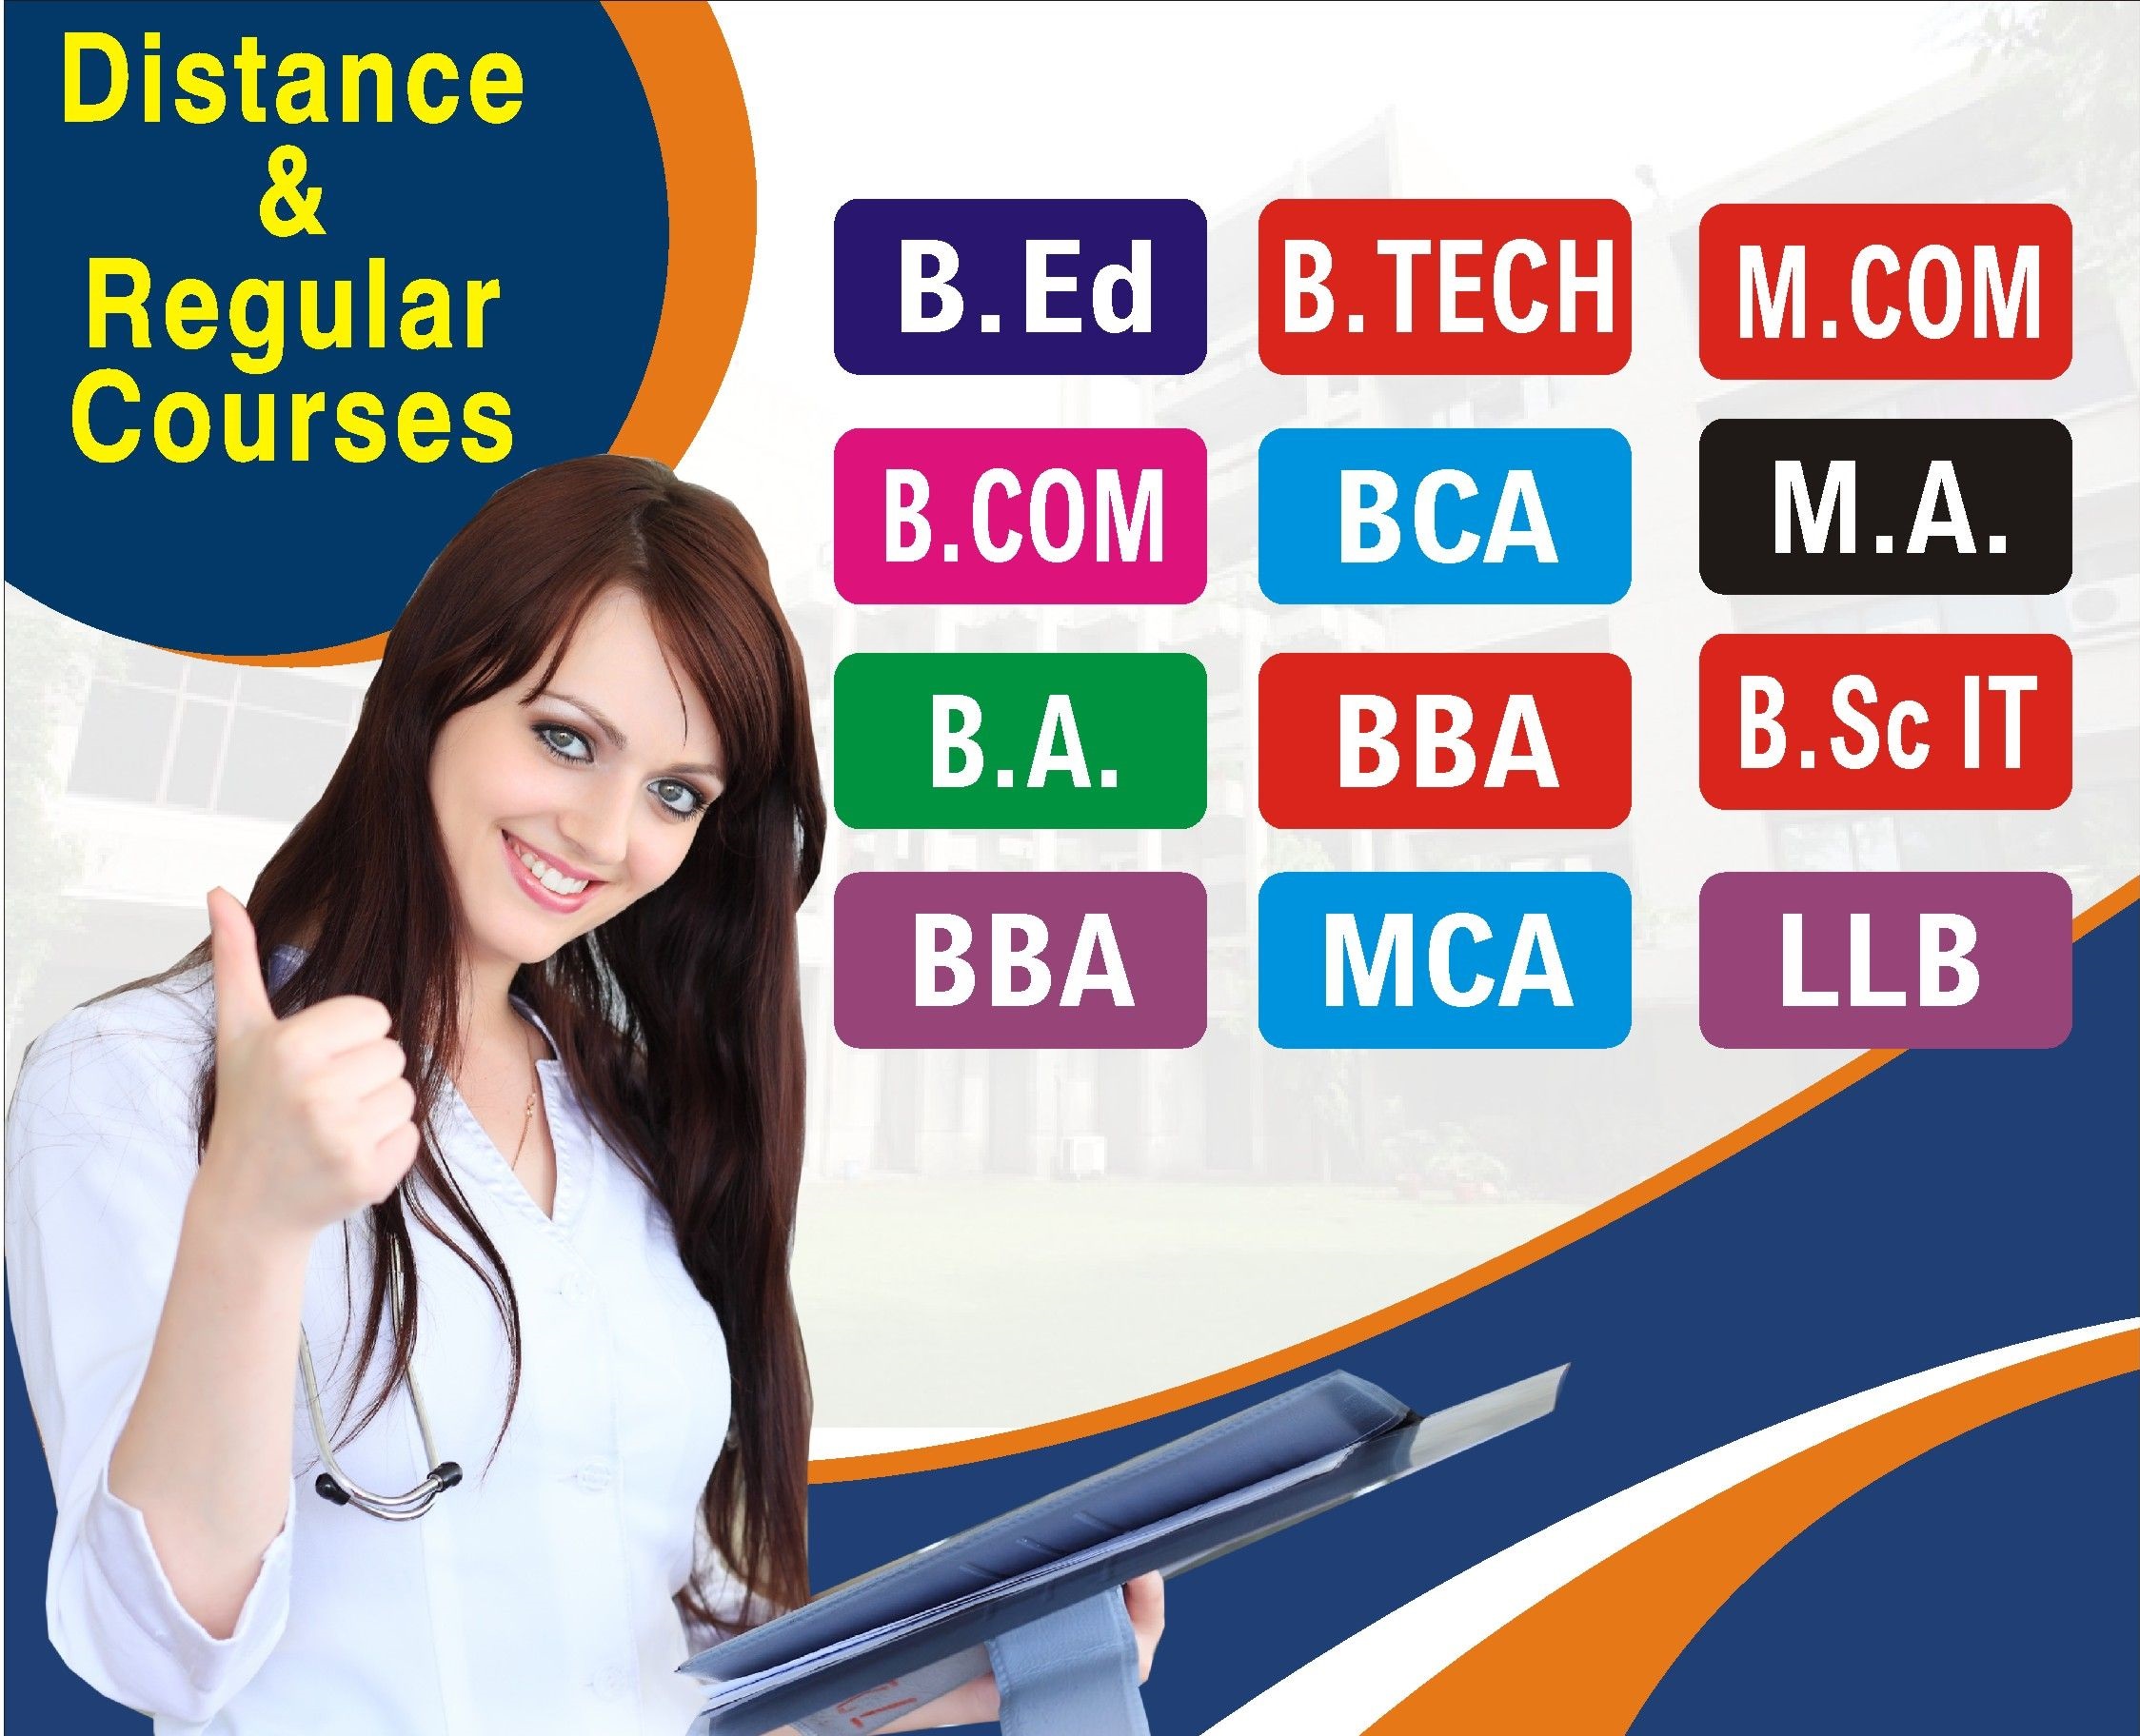 Distance
&
Regular
Courses
B.Ed
B.TECH
M.COM
B.COM
BCA
M.A.
B.A.
BBA
B.Sc IT
BBA
MCA
LLB